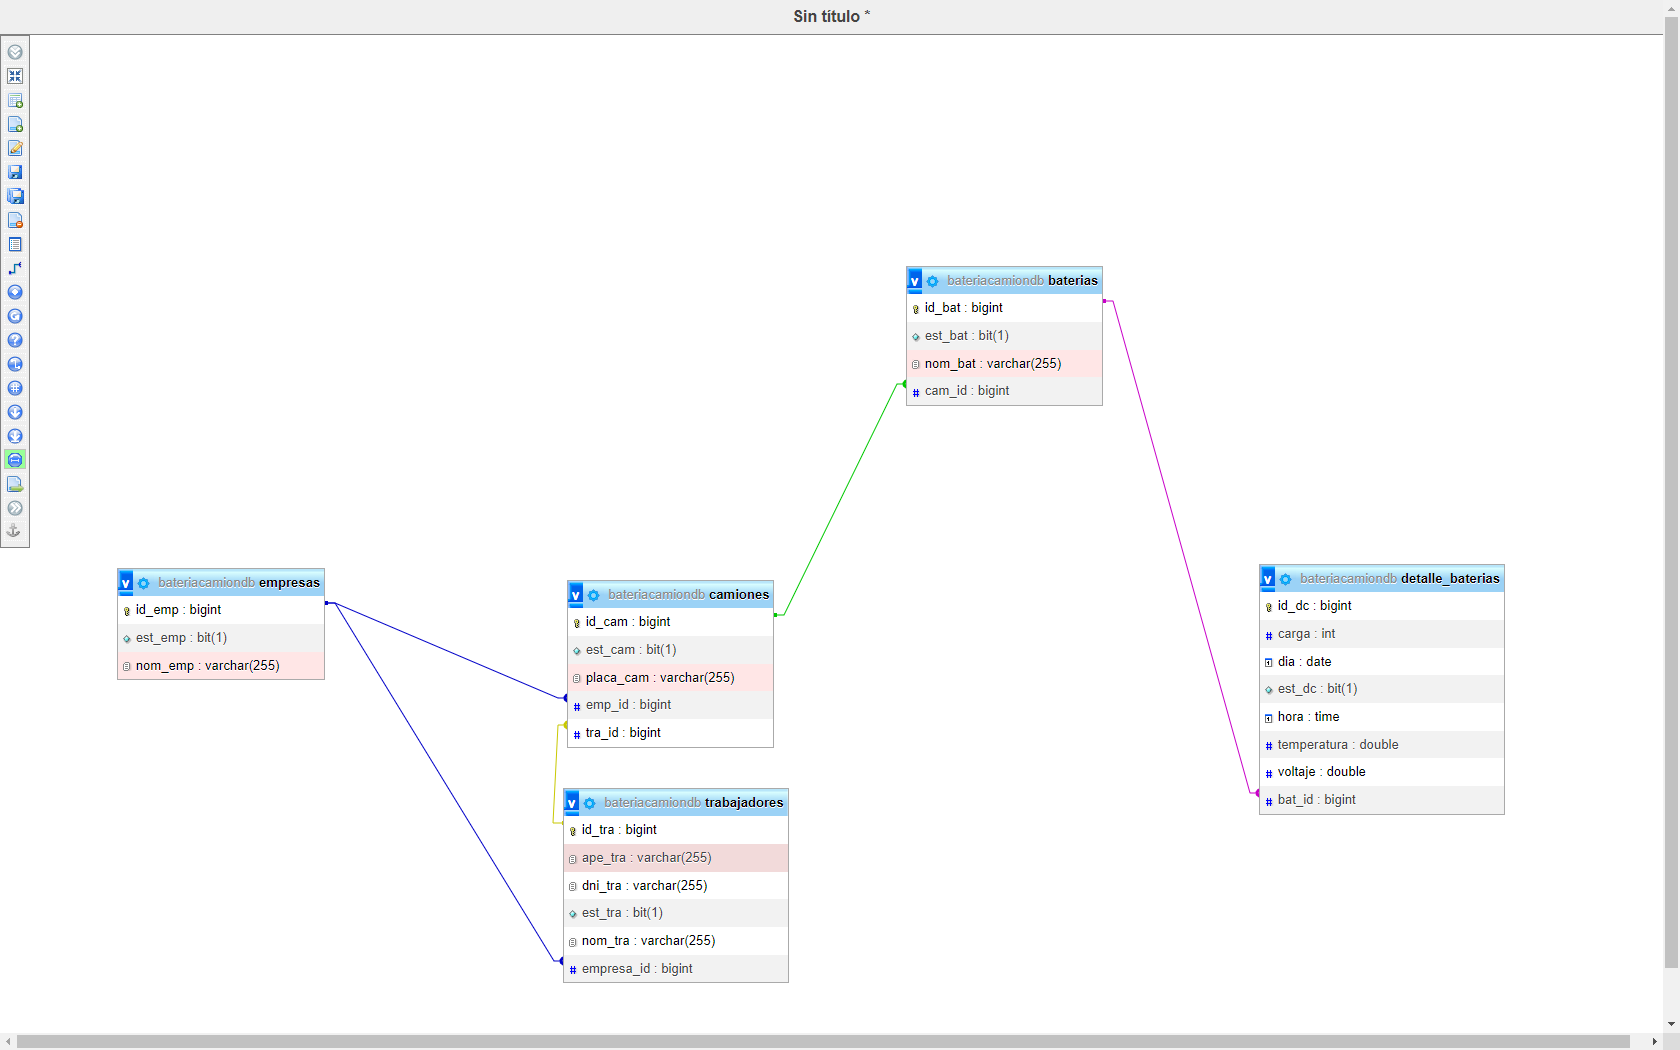 Sin título *
bateriacamiondb baterias
id_bat : bigint
est_bat : bit(1)
nom_bat : varchar(255)
cam_id : bigint
bateriacamiondb empresas
id_emp : bigint
est_emp : bit(1)
nom_emp : varchar(255)
bateriacamiondb camiones
id_cam : bigint
est_cam : bit(1)
placa_cam : varchar(255)
emp_id : bigint
tra_id : bigint
bateriacamiondb trabajadores
id_tra : bigint
ape_tra : varchar(255)
dni_tra : varchar(255)
est_tra : bit(1)
nom_tra : varchar(255)
empresa_id : bigint
bateriacamiondb detalle_baterias
id_dc : bigint
carga : int
dia : date
est_dc : bit(1)
hora : time
temperatura : double
voltaje : double
bat_id : bigint